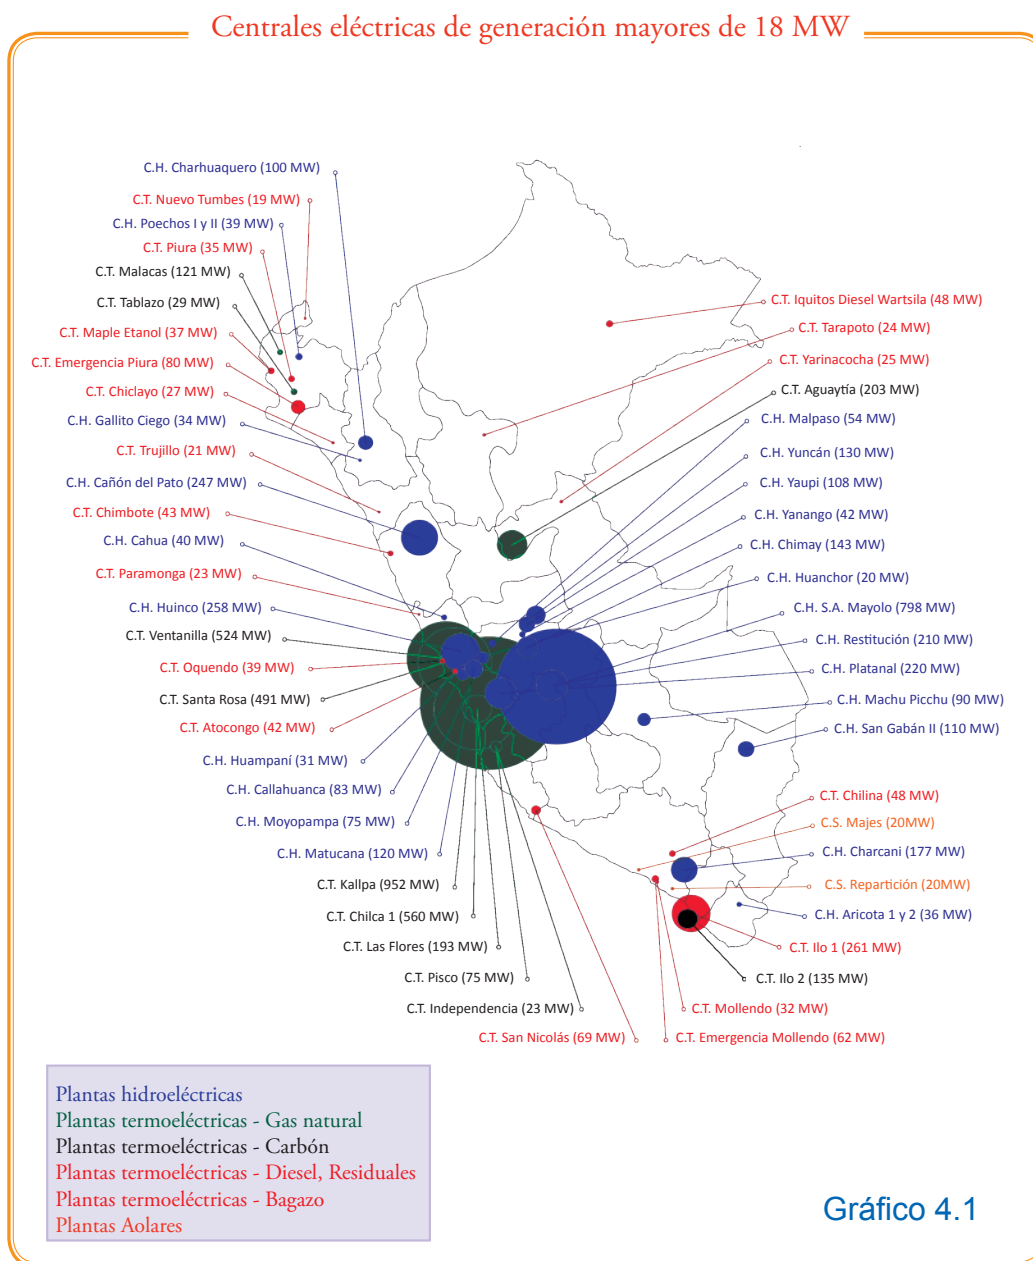 Centrales eléctricas de generación mayores de 18 MW
C.H. Charhuaquero (100 MW)
C.T. Nuevo Tumbes (19 MW)
C.H. Poechos I y II (39 MW)
C.T. Piura (35 MW)
C.T. Malacas (121 MW)
C.T. Tablazo (29 MW)
C.T. Maple Etanol (37 MW)
C.T. Emergencia Piura (80 MW)
C.T. Chiclayo (27 MW)
C.H. Gallito Ciego (34 MW)
C.T. Trujillo (21 MW)
C.H. Cañón del Pato (247 MW)
C.T. Chimbote (43 MW)
C.H. Cahua (40 MW)
C.T. Paramonga (23 MW)
C.H. Huinco (258 MW)
C.T. Ventanilla (524 MW)
C.T. Oquendo (39 MW)
C.T. Santa Rosa (491 MW)
C.T. Atocongo (42 MW)
C.H. Huampaní (31 MW)
C.H. Callahuanca (83 MW)
C.H. Moyopampa (75 MW)
C.H. Matucana (120 MW)
C.T. Kallpa (952 MW)
C.T. Chilca 1 (560 MW)
C.T. Las Flores (193 MW)
C.T. Pisco (75 MW)
C.T. Independencia (23 MW)
C.T. San Nicolás (69 MW)
C.T. Iquitos Diesel Wartsila (48 MW)
C.T. Tarapoto (24 MW)
C.T. Yarinacocha (25 MW)
C.T. Aguaytía (203 MW)
C.H. Malpaso (54 MW)
C.H. Yuncán (130 MW)
C.H. Yaupi (108 MW)
C.H. Yanango (42 MW)
C.H. Chimay (143 MW)
C.H. Huanchor (20 MW)
C.H. S.A. Mayolo (798 MW)
C.H. Restitución (210 MW)
C.H. Platanal (220 MW)
C.H. Machu Picchu (90 MW)
C.H. San Gabán II (110 MW)
C.T. Chilina (48 MW)
C.S. Majes (20MW)
C.H. Charcani (177 MW)
C.S. Repartición (20MW)
C.H. Aricota 1 y 2 (36 MW)
C.T. Ilo 1 (261 MW)
C.T. Ilo 2 (135 MW)
C.T. Mollendo (32 MW)
C.T. Emergencia Mollendo (62 MW)
Plantas hidroeléctricas
Plantas termoeléctricas - Gas natural
Plantas termoeléctricas - Carbón
Plantas termoeléctricas - Diesel, Residuales
Plantas termoeléctricas - Bagazo
Plantas Aolares
Gráfico 4.1